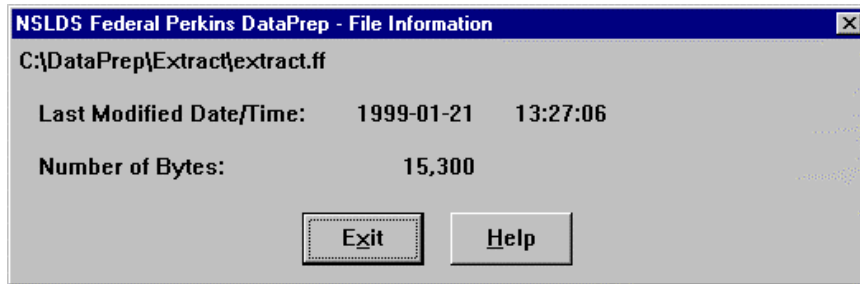 NSLDS Federal Perkins DataPrep - File Information
C:\DataPrep\Extract\extract.ff
Last Modified Date/Time: 1999-01-21 13:27:06
Number of Bytes: 15,300
Exit Help